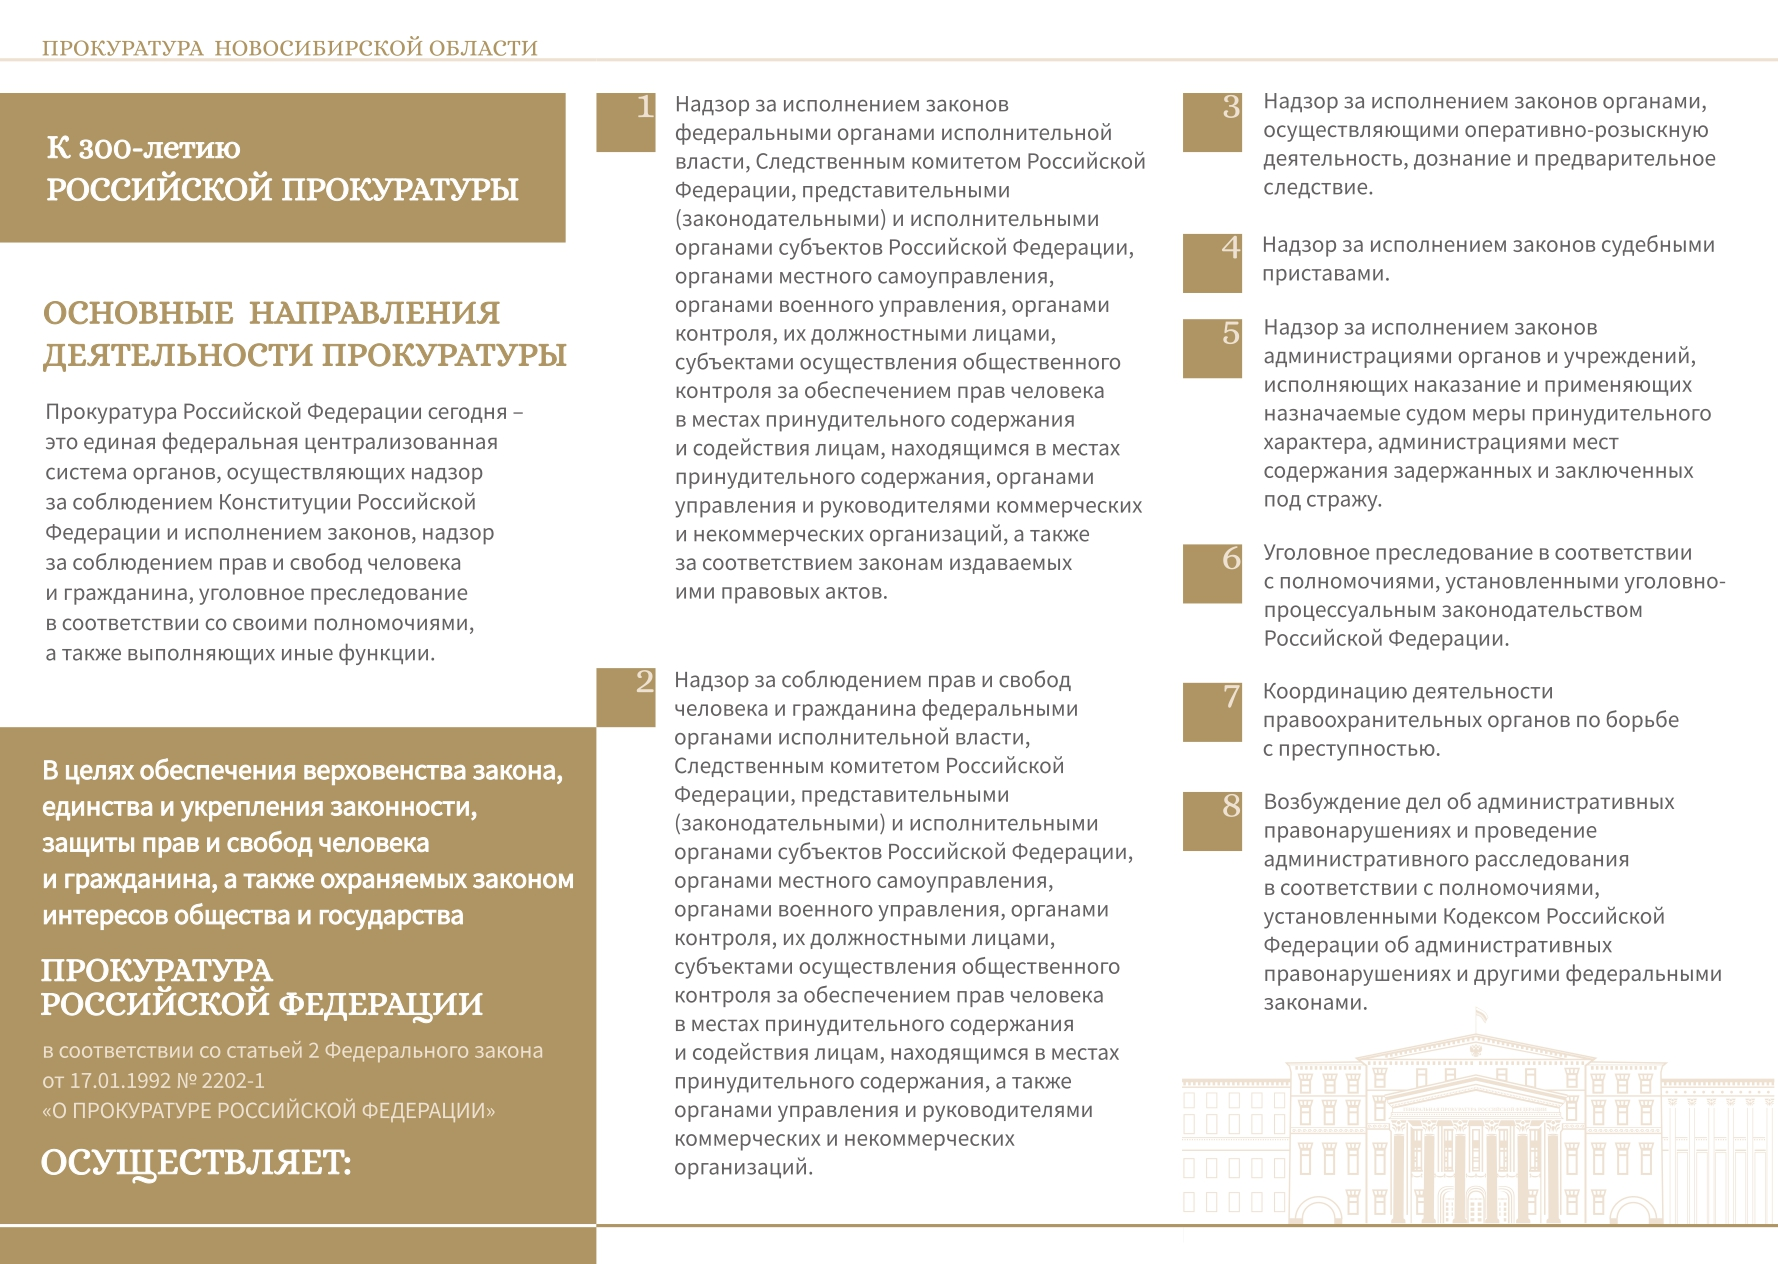 ПРОКУРАТУРА НОВОСИБИРСКОЙ ОБЛАСТИ
К 300-летию
РОССИЙСКОЙ ПРОКУРАТУРЫ
ОСНОВНЫЕ НАПРАВЛЕНИЯ
ДЕЯТЕЛЬНОСТИ ПРОКУРАТУРЫ
Прокуратура Российской Федерации сегодня –
это единая федеральная централизованная
система органов, осуществляющих надзор
за соблюдением Конституции Российской
Федерации и исполнением законов, надзор
за соблюдением прав и свобод человека
и гражданина, уголовное преследование
в соответствии со своими полномочиями,
а также выполняющих иные функции.
В целях обеспечения верховенства закона,
единства и укрепления законности,
защиты прав и свобод человека
и гражданина, а также охраняемых законом
интересов общества и государства
ПРОКУРАТУРА
РОССИЙСКОЙ ФЕДЕРАЦИИ
в соответствии со статьей 2 Федерального закона
от 17.01.1992 № 2202-1
«О ПРОКУРАТУРЕ РОССИЙСКОЙ ФЕДЕРАЦИИ»
ОСУЩЕСТВЛЯЕТ:
1
Надзор за исполнением законов
федеральными органами исполнительной
власти, Следственным комитетом Российской
Федерации, представительными
(законодательными) и исполнительными
органами субъектов Российской Федерации,
органами местного самоуправления,
органами военного управления, органами
контроля, их должностными лицами,
субъектами осуществления общественного
контроля за обеспечением прав человека
в местах принудительного содержания
и содействия лицам, находящимся в местах
принудительного содержания, органами
управления и руководителями коммерческих
и некоммерческих организаций, а также
за соответствием законам издаваемых
ими правовых актов.
2
Надзор за соблюдением прав и свобод
человека и гражданина федеральными
органами исполнительной власти,
Следственным комитетом Российской
Федерации, представительными
(законодательными) и исполнительными
органами субъектов Российской Федерации,
органами местного самоуправления,
органами военного управления, органами
контроля, их должностными лицами,
субъектами осуществления общественного
контроля за обеспечением прав человека
в местах принудительного содержания
и содействия лицам, находящимся в местах
принудительного содержания, а также
органами управления и руководителями
коммерческих и некоммерческих
организаций.
3
Надзор за исполнением законов органами,
осуществляющими оперативно-розыскную
деятельность, дознание и предварительное
следствие.
4
Надзор за исполнением законов судебными
приставами.
5
Надзор за исполнением законов
администрациями органов и учреждений,
исполняющих наказание и применяющих
назначаемые судом меры принудительного
характера, администрациями мест
содержания задержанных и заключенных
под стражу.
6
Уголовное преследование в соответствии
с полномочиями, установленными уголовно-
процессуальным законодательством
Российской Федерации.
7
Координацию деятельности
правоохранительных органов по борьбе
с преступностью.
8
Возбуждение дел об административных
правонарушениях и проведение
административного расследования
в соответствии с полномочиями,
установленными Кодексом Российской
Федерации об административных
правонарушениях и другими федеральными
законами.